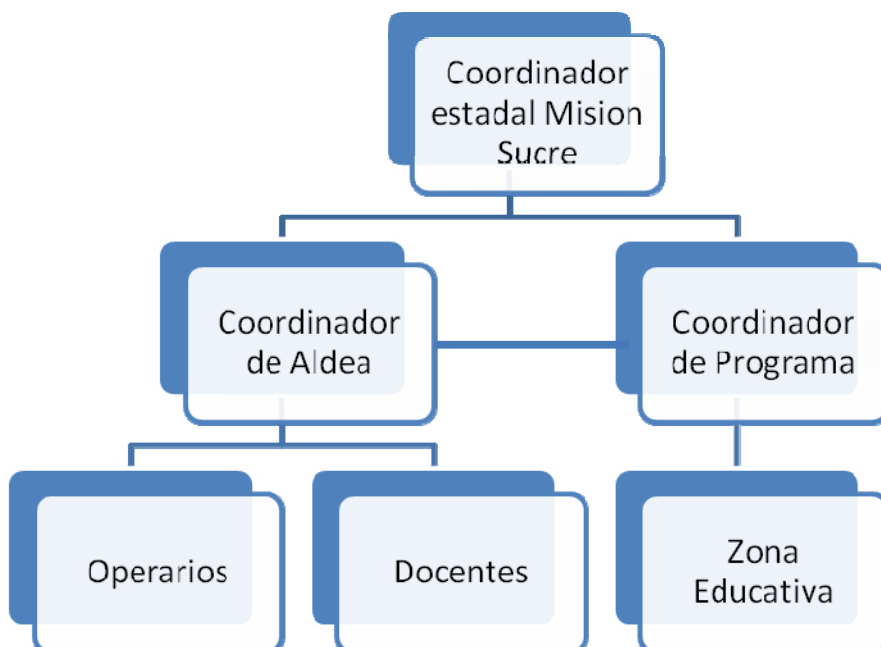 Coordinador
estadal Mision
Sucre
Coordinador
de Aldea
Coordinador
de Programa
Operarios
Docentes
Zona
Educativa